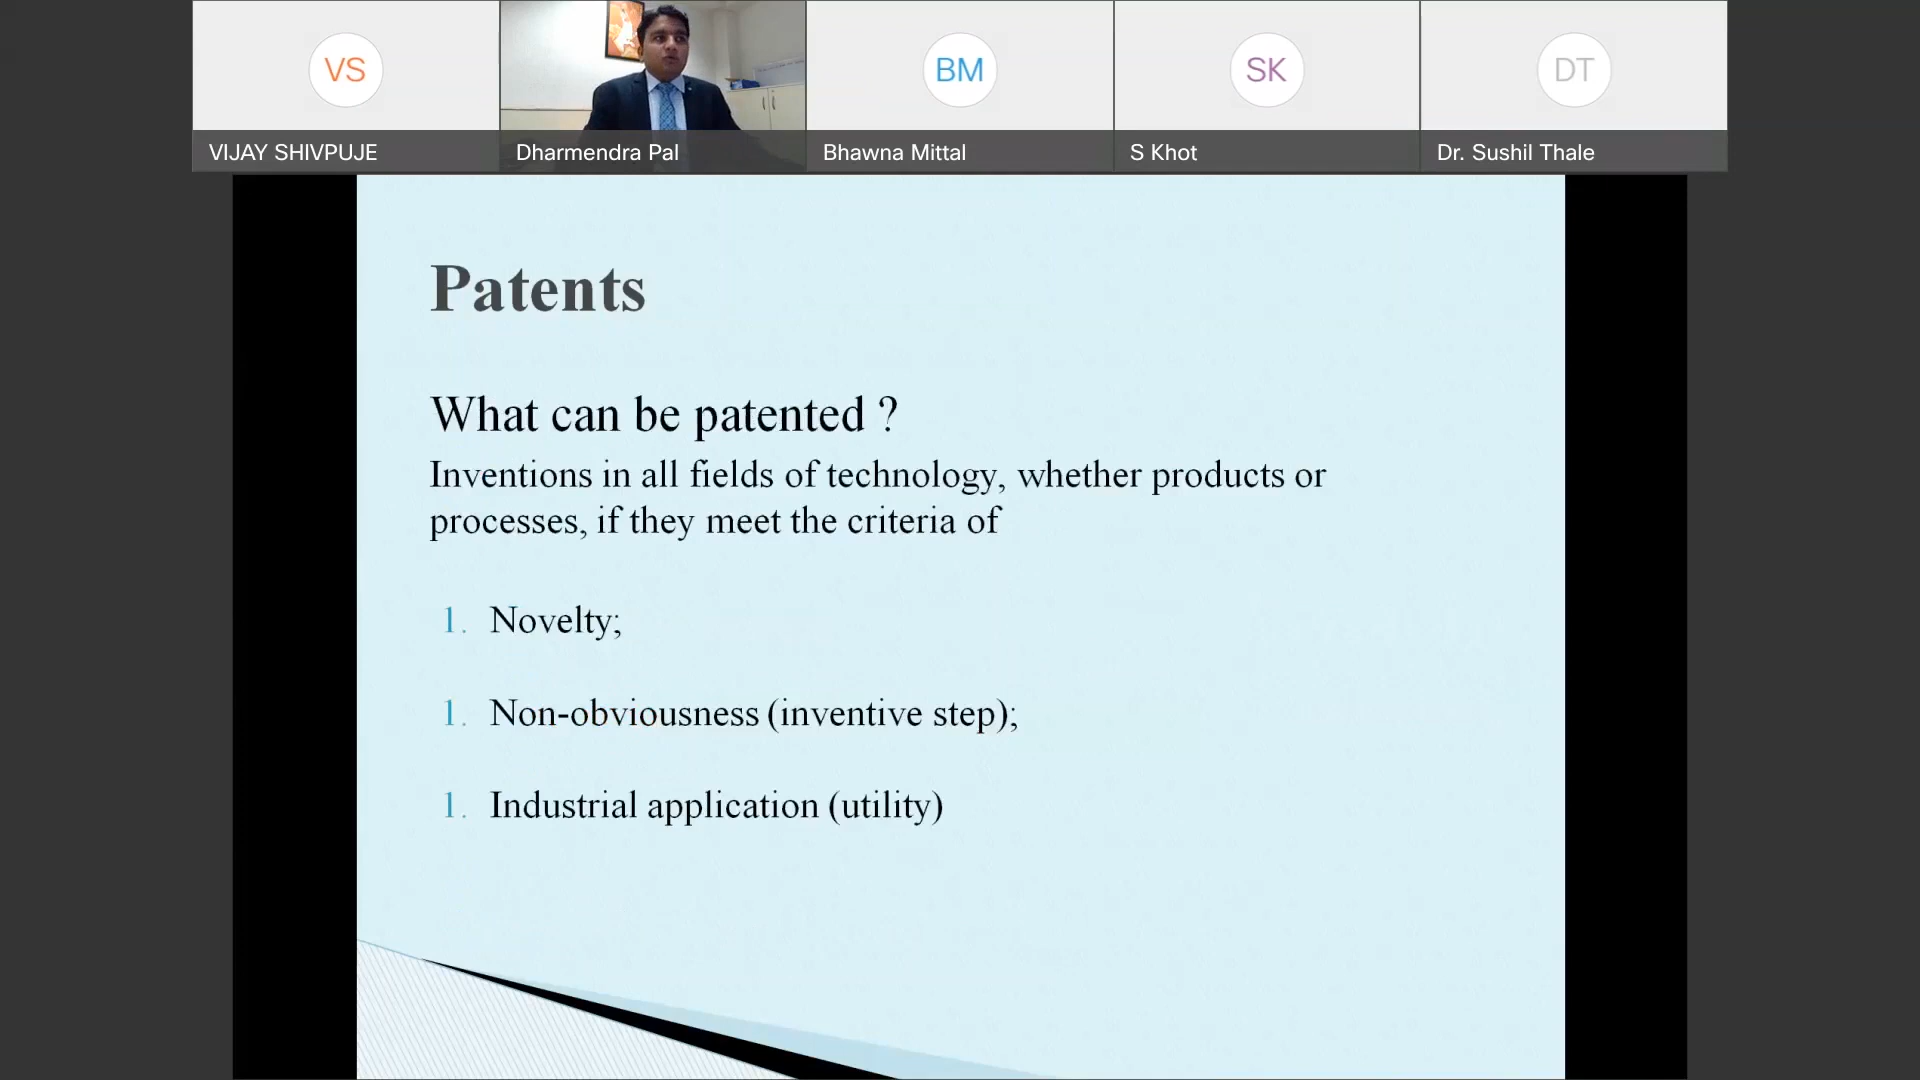 VS
BM
SK
DT
VIJAY SHIVPUJE
Dharmendra Pal
Bhawna Mittal
S Khot
Dr. Sushil Thale
Patents
What can be patented ?
Inventions in all fields of technology, whether products or
processes, if they meet the criteria of
1. Novelty;
1. Non-obviousness (inventive step);
1. Industrial application (utility)